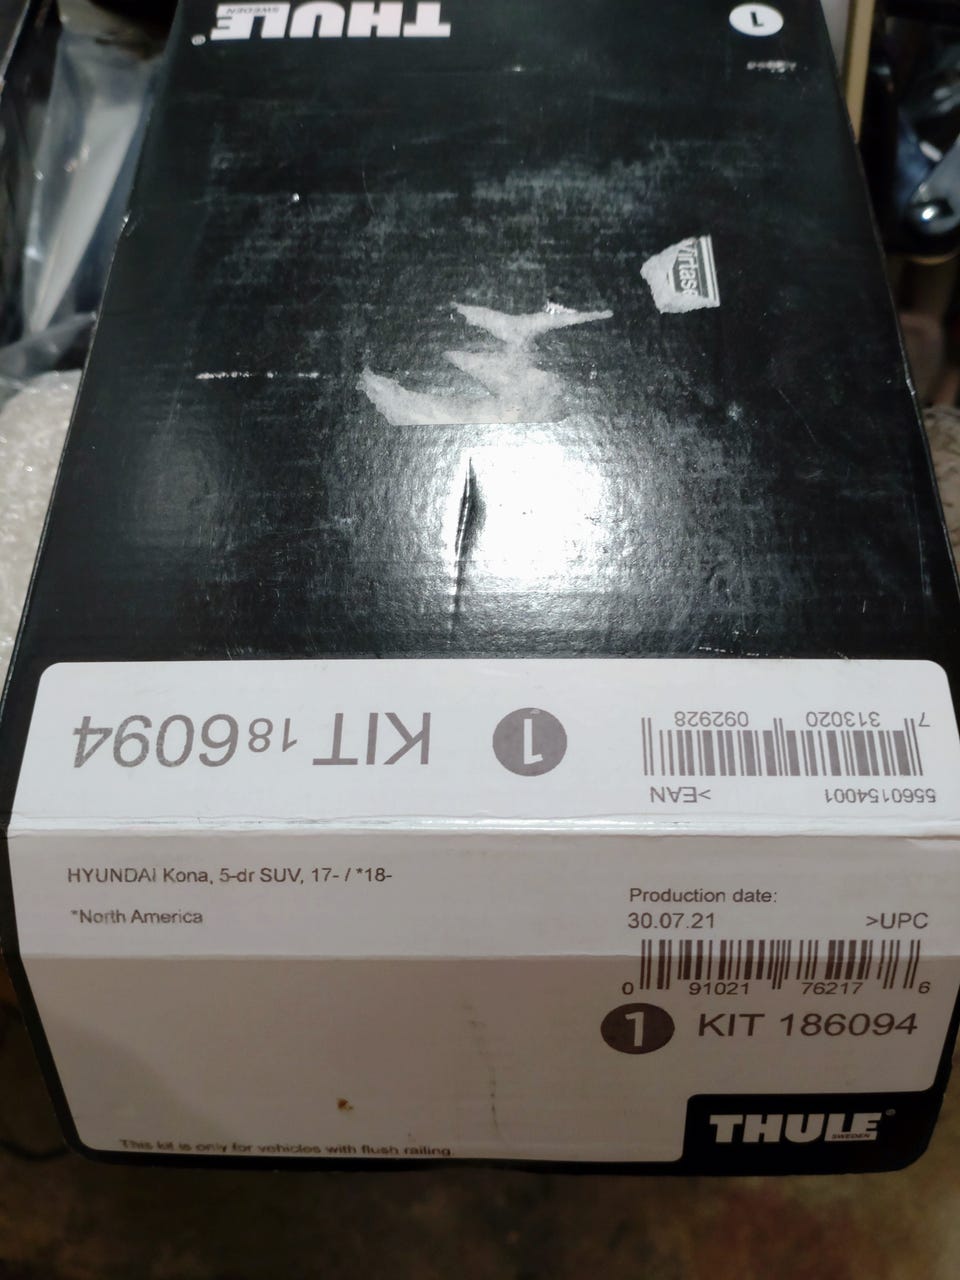 THULE
SWEDEN
1
KIT 186094
1
7 313020 092928
>EAN
5560154001
HYUNDAI Kona, 5-dr SUV, 17- / *18-
*North America
Production date:
30.07.21 >UPC
0 91021 76217 6
1 KIT 186094
This kit is only for vehicles with flush railing.
THULE
SWEDEN